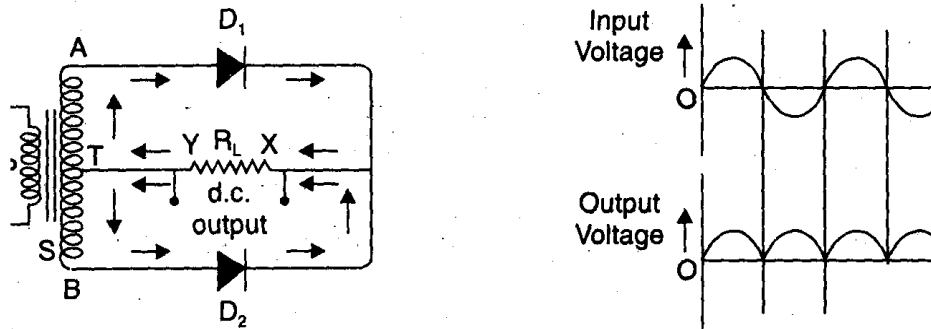 A
D1
T
Y RL X
d.c.
output
S
B
D2
Input
Voltage
O
Output
Voltage
O